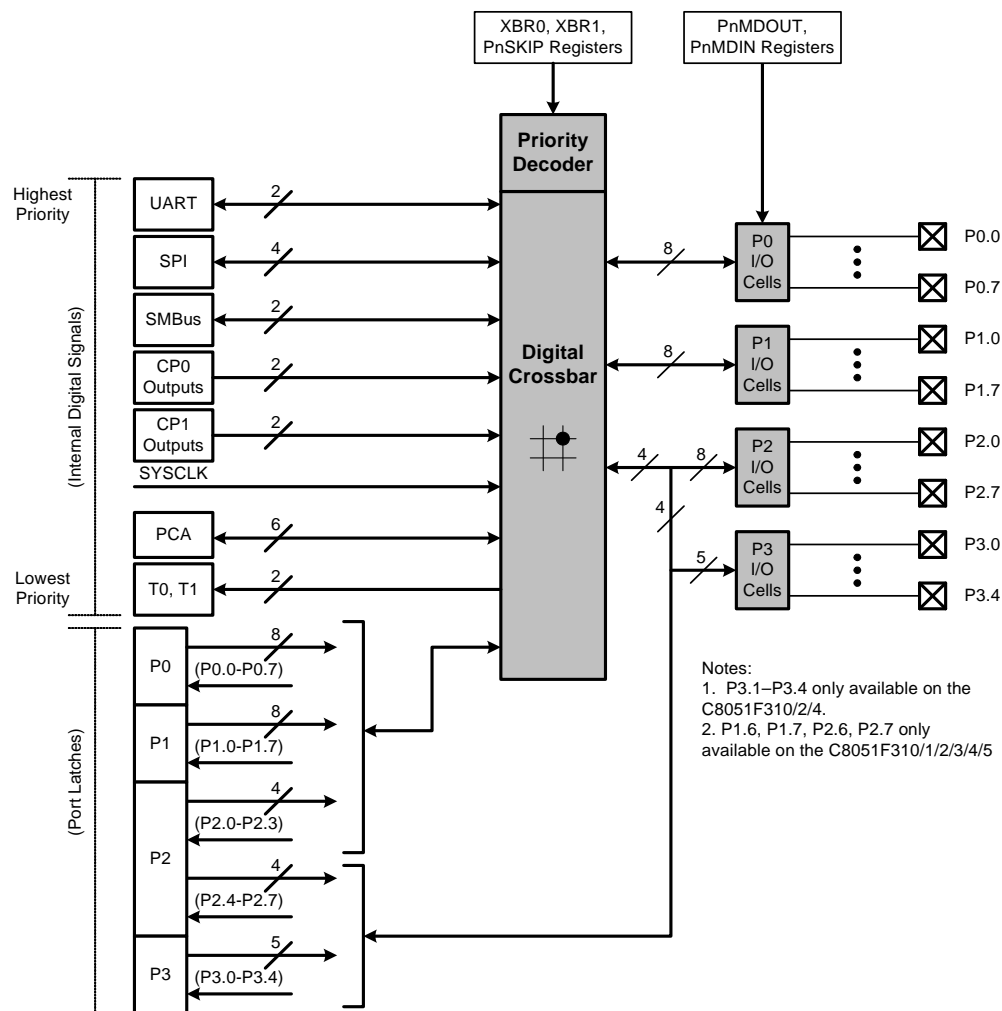 XBR0, XBR1,
PnSKIP Registers
PnMDOUT,
PnMDIN Registers
Priority
Decoder
Digital
Crossbar
Highest
Priority
(Internal Digital Signals)
Lowest
Priority
(Port Latches)
UART
2
SPI
4
SMBus
2
CP0
Outputs
2
CP1
Outputs
2
SYSCLK
PCA
6
T0, T1
2
P0
8
(P0.0-P0.7)
P1
8
(P1.0-P1.7)
P2
4
(P2.0-P2.3)
4
(P2.4-P2.7)
P3
5
(P3.0-P3.4)
8
P0
I/O
Cells
P0.0
P0.7
8
P1
I/O
Cells
P1.0
P1.7
4
8
P2
I/O
Cells
P2.0
P2.7
4
5
P3
I/O
Cells
P3.0
P3.4
Notes:
1. P3.1–P3.4 only available on the
C8051F310/2/4.
2. P1.6, P1.7, P2.6, P2.7 only
available on the C8051F310/1/2/3/4/5